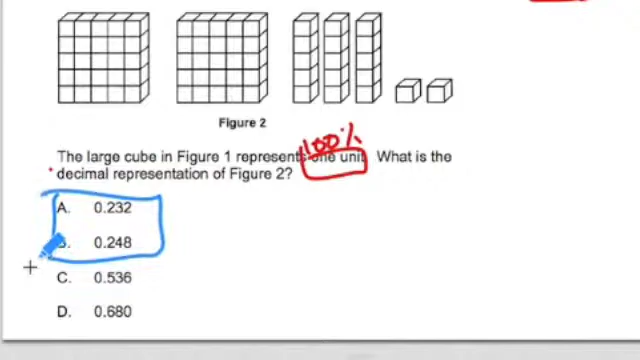 Figure 2
100%
The large cube in Figure 1 represents one unit. What is the
decimal representation of Figure 2?
A. 0.232
B. 0.248
C. 0.536
D. 0.680